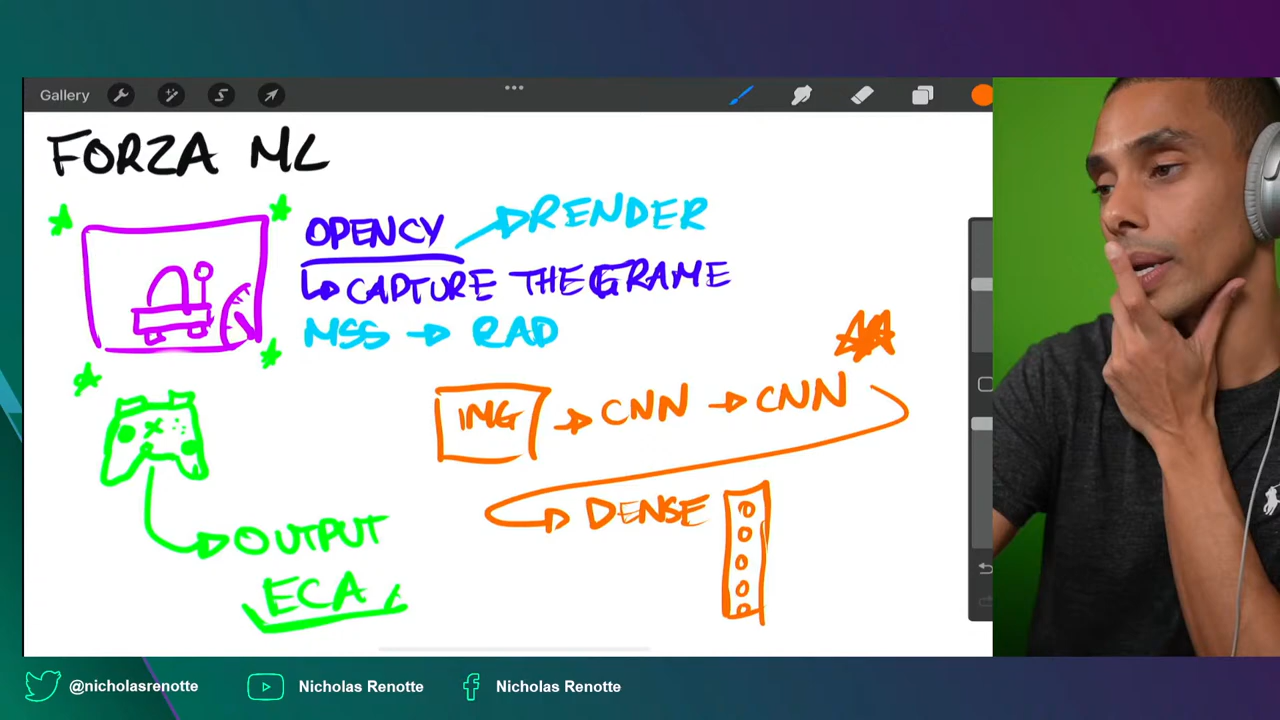 Gallery
FORZA ML
OPENCV → RENDER
↳ CAPTURE THE GRAME
MSS → RAD
IMG → CNN → CNN
→ DENSE
OUTPUT
ECA
@nicholasrenotte Nicholas Renotte Nicholas Renotte